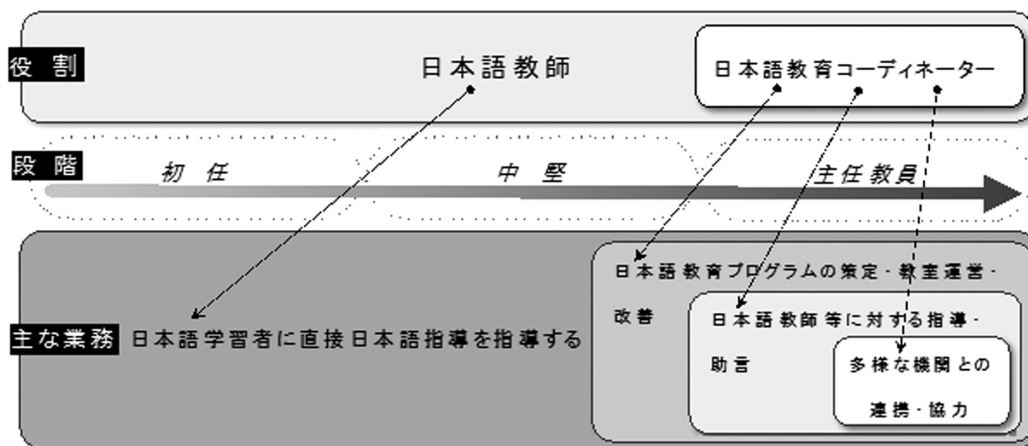 役割
日本語教師
日本語教育コーディネーター
段階
初任
中堅
主任教員
日本語教育プログラムの策定・教室運営・
改善
日本語教師等に対する指導・
主な業務
日本語学習者に直接日本語指導を指導する
助言
多様な機関との
連携・協力